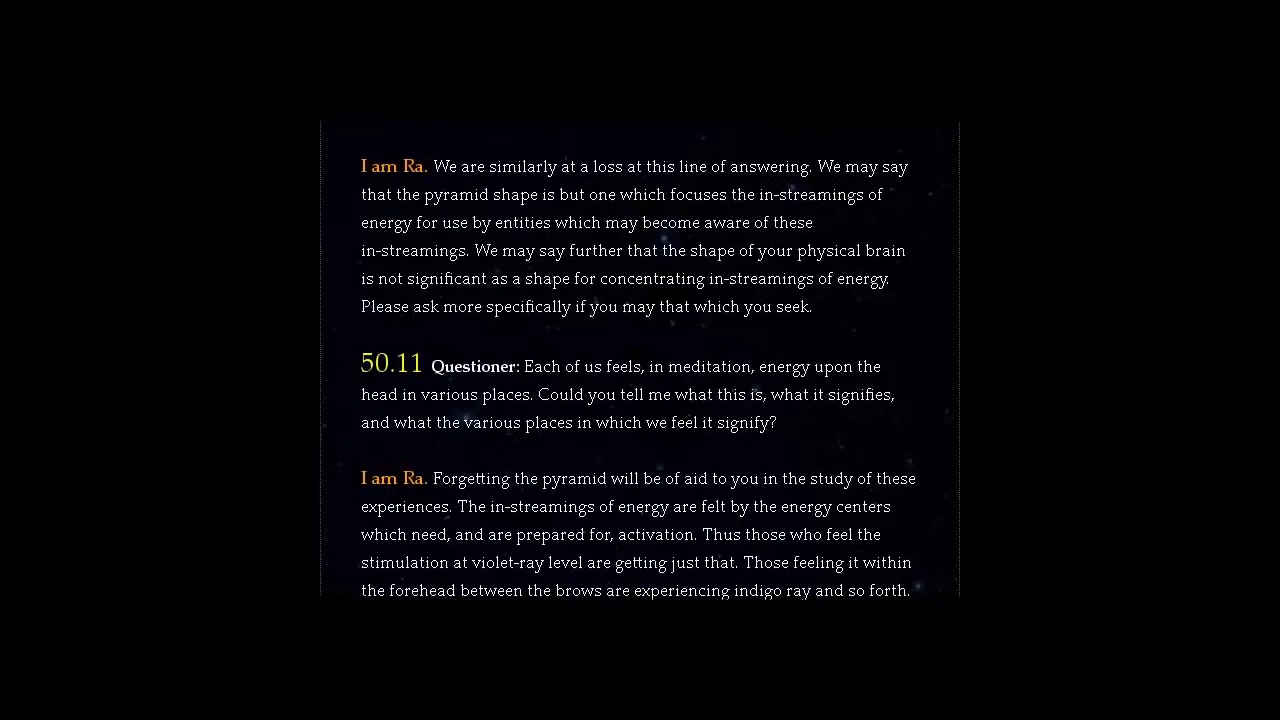 I am Ra. We are similarly at a loss at this line of answering. We may say
that the pyramid shape is but one which focuses the in-streamings of
energy for use by entities which may become aware of these
in-streamings. We may say further that the shape of your physical brain
is not significant as a shape for concentrating in-streamings of energy.
Please ask more specifically if you may that which you seek.
50.11 Questioner: Each of us feels, in meditation, energy upon the
head in various places. Could you tell me what this is, what it signifies,
and what the various places in which we feel it signify?
I am Ra. Forgetting the pyramid will be of aid to you in the study of these
experiences. The in-streamings of energy are felt by the energy centers
which need, and are prepared for, activation. Thus those who feel the
stimulation at violet-ray level are getting just that. Those feeling it within
the forehead between the brows are experiencing indigo ray and so forth.